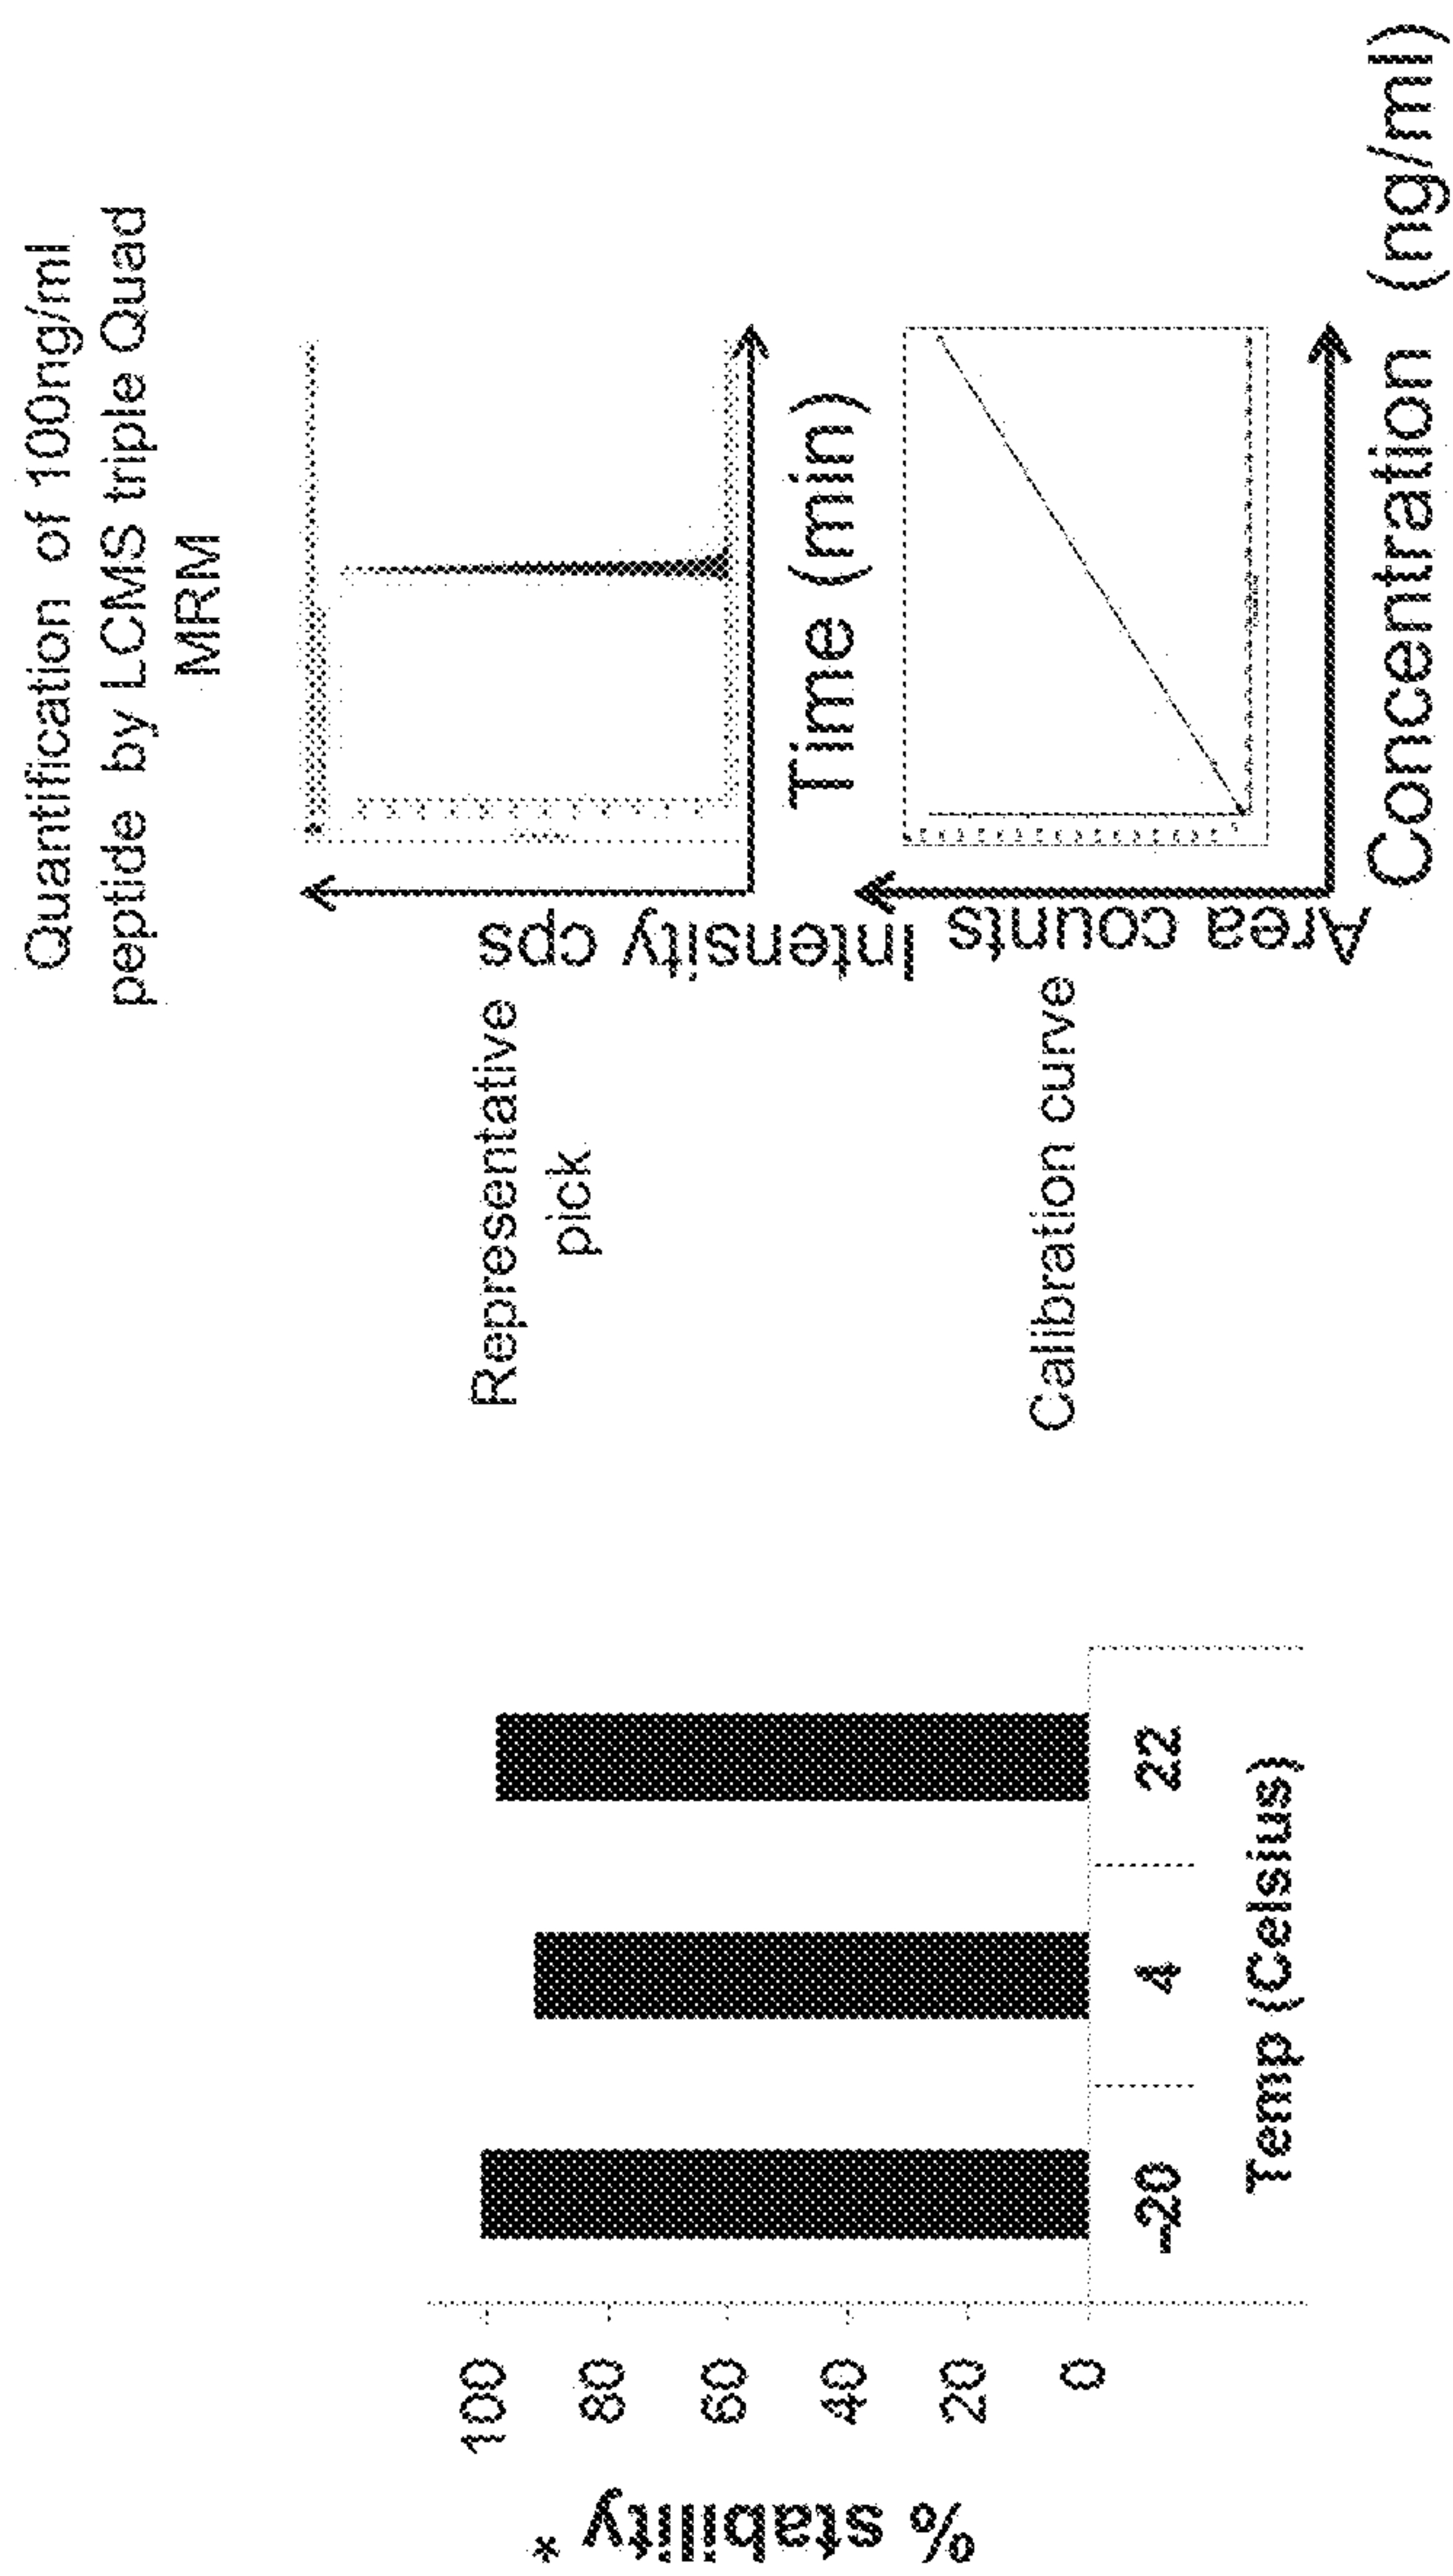 Quantification of 100ng/ml
peptide by LCMS triple Quad
MRM
Representative
pick
Intensity cps
Time (min)
Calibration curve
Area counts
Concentration (ng/ml)
% stability *
100
80
60
40
20
0
-20 4 22
Temp (Celsius)